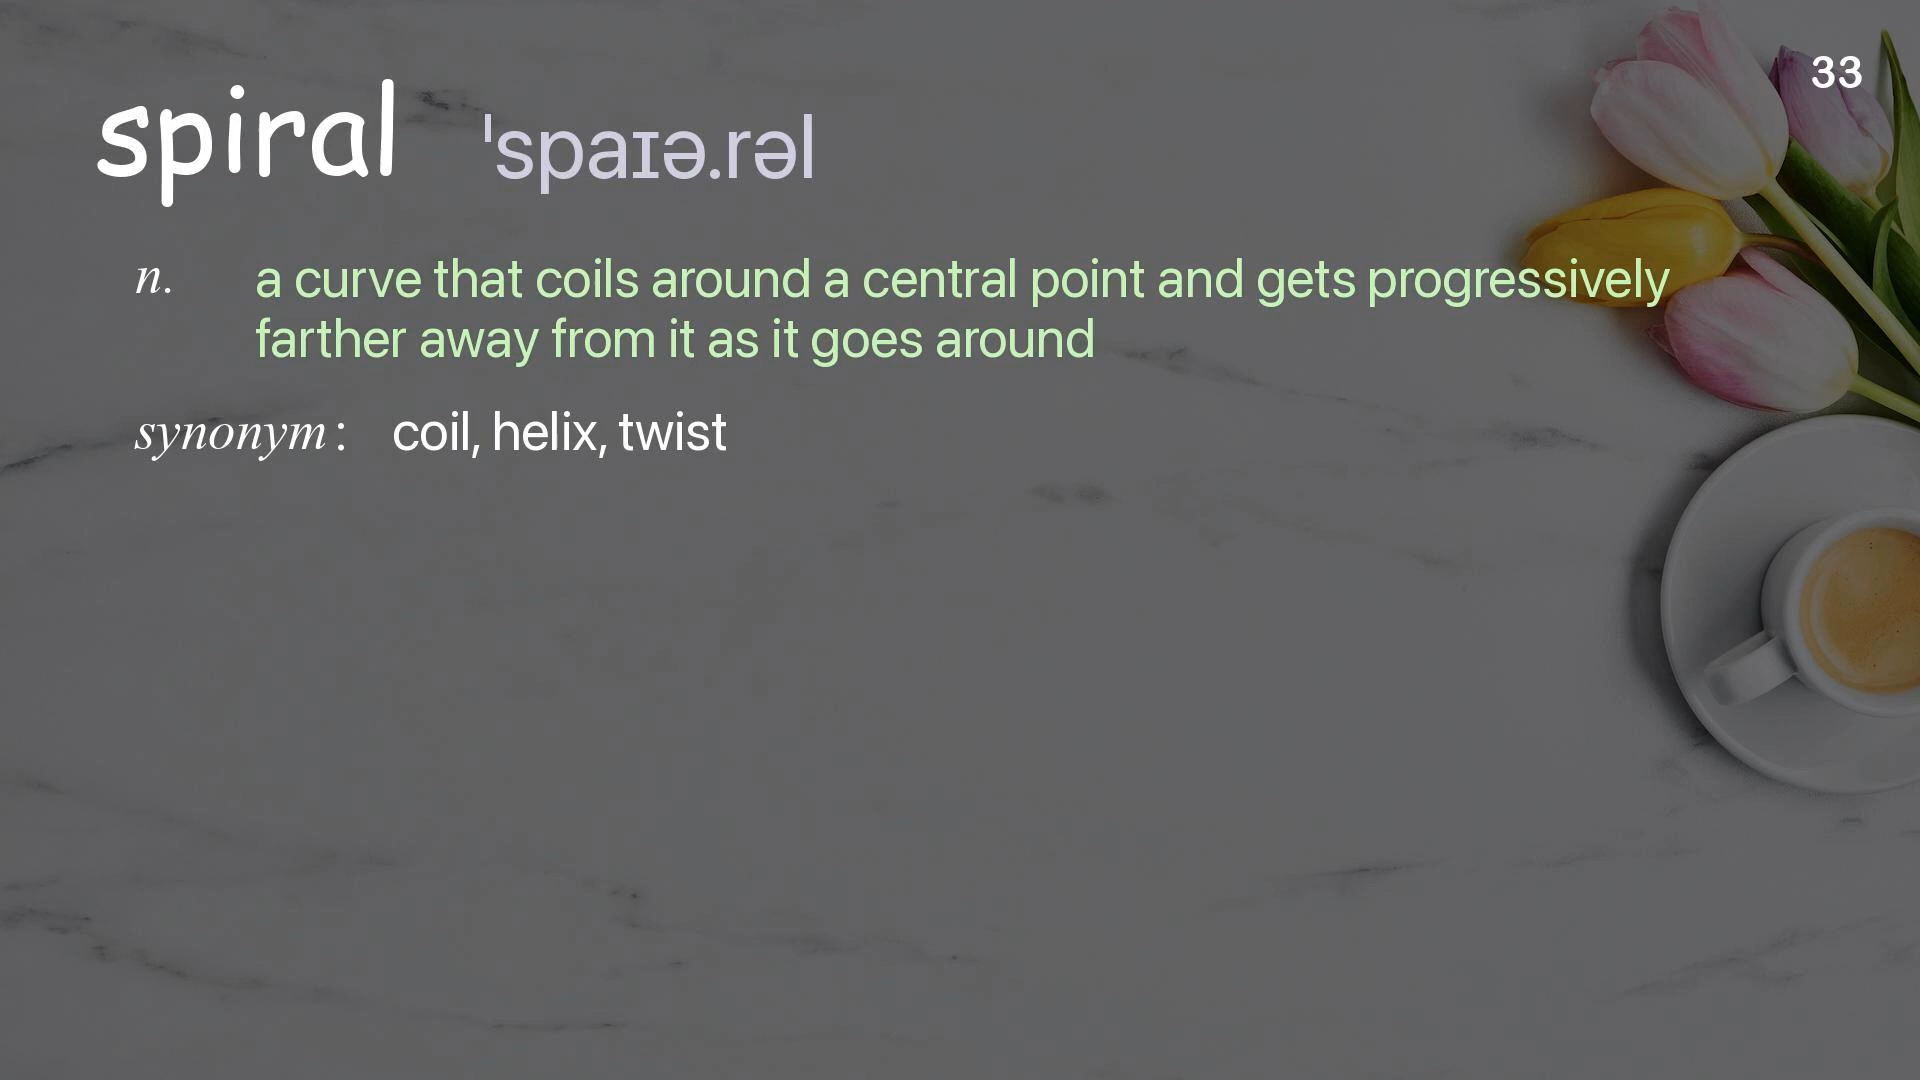 33
spiral ˈspaɪə.rəl
n. a curve that coils around a central point and gets progressively
farther away from it as it goes around
synonym: coil, helix, twist